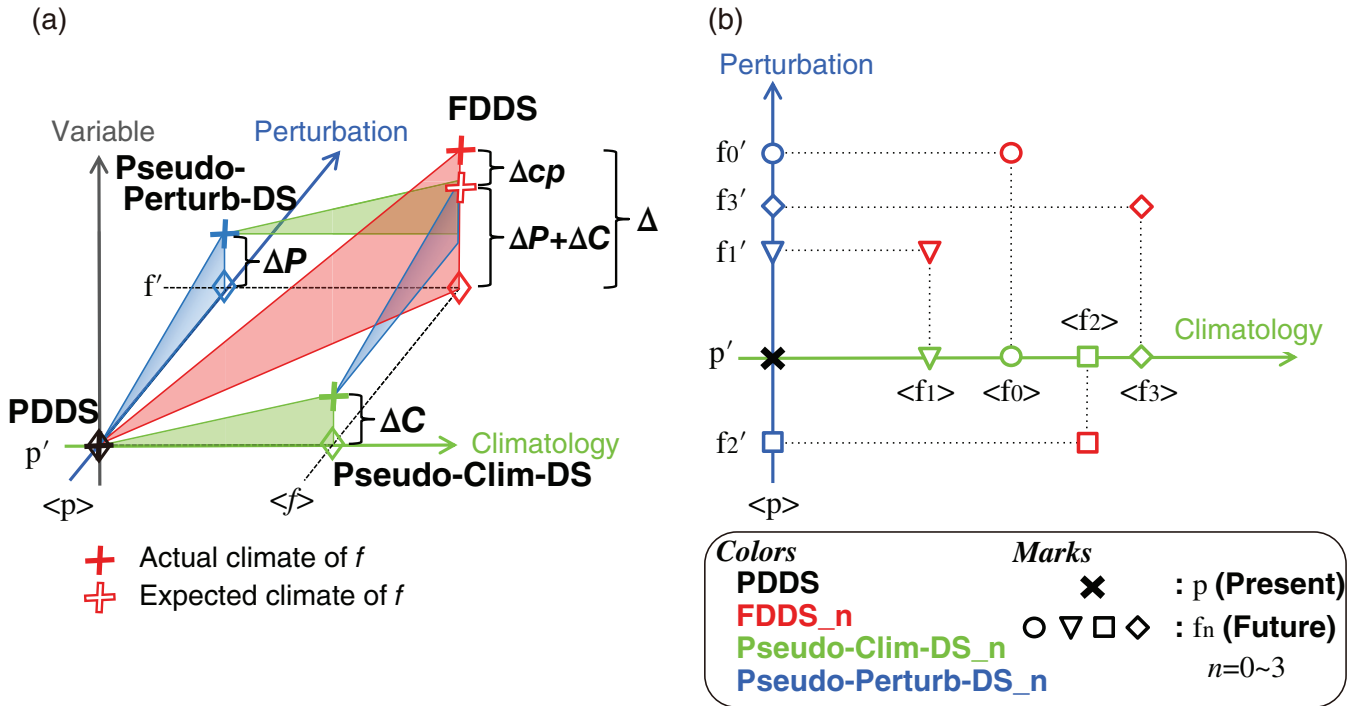 (a)
Variable
Perturbation
FDDS
Pseudo-
Perturb-DS
Δcp
Δ
ΔP+ΔC
ΔP
f′
PDDS
ΔC
p′
Climatology
Pseudo-Clim-DS
<p>
<f>
Actual climate of f
Expected climate of f
(b)
Perturbation
f0′
f3′
f1′
<f2>
Climatology
p′
<f1>
<f0>
<f3>
f2′
<p>
Colors
PDDS
FDDS_n
Pseudo-Clim-DS_n
Pseudo-Perturb-DS_n
Marks
: p (Present)
: fn (Future)
n=0~3